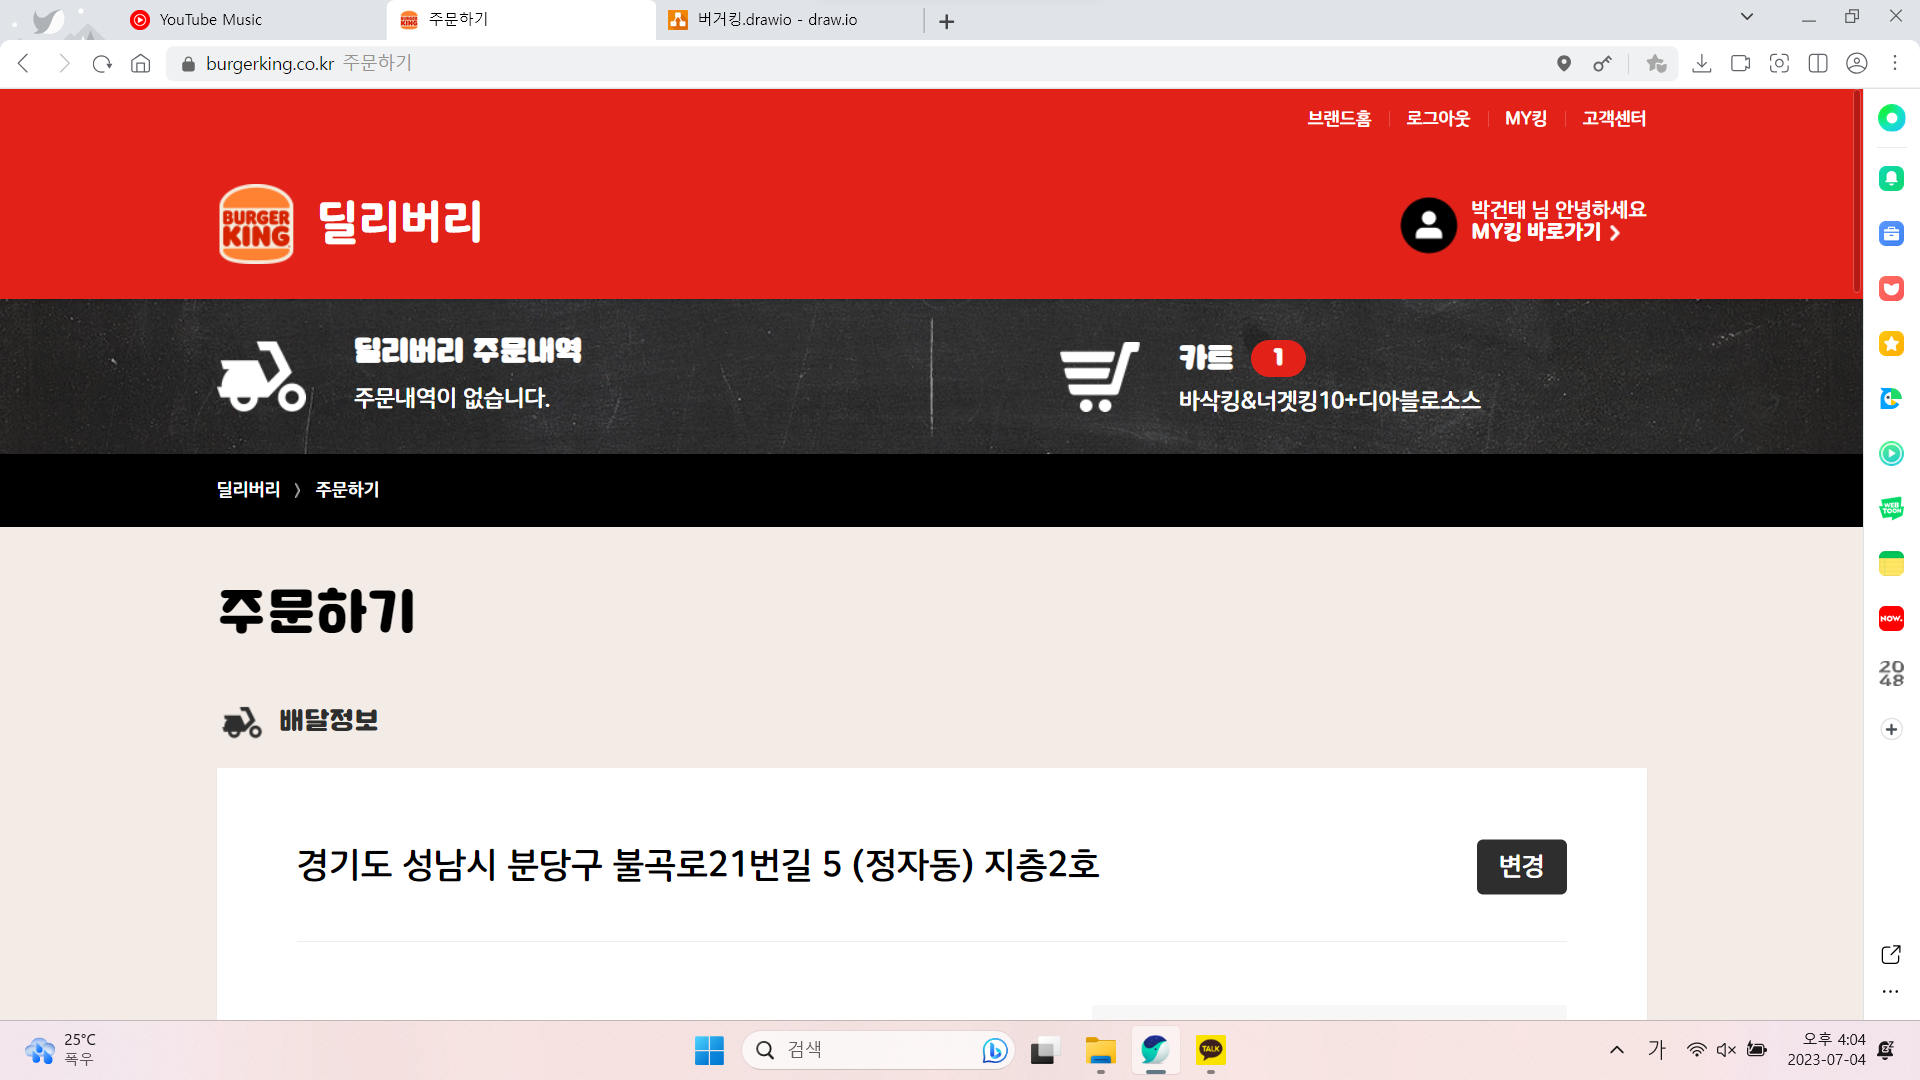 YouTube Music
주문하기
버거킹.drawio - draw.io
burgerking.co.kr 주문하기
브랜드홈
로그아웃
MY킹
고객센터
BURGER KING
딜리버리
박건태 님 안녕하세요
MY킹 바로가기
딜리버리 주문내역
주문내역이 없습니다.
카트 1
바삭킹&너겟킹10+디아블로소스
딜리버리 〉 주문하기
주문하기
배달정보
경기도 성남시 분당구 불곡로21번길 5 (정자동) 지층2호
변경
WEB
TOON
NOW.
20
48
25°C
폭우
검색
TALK
가
오후 4:04
2023-07-04